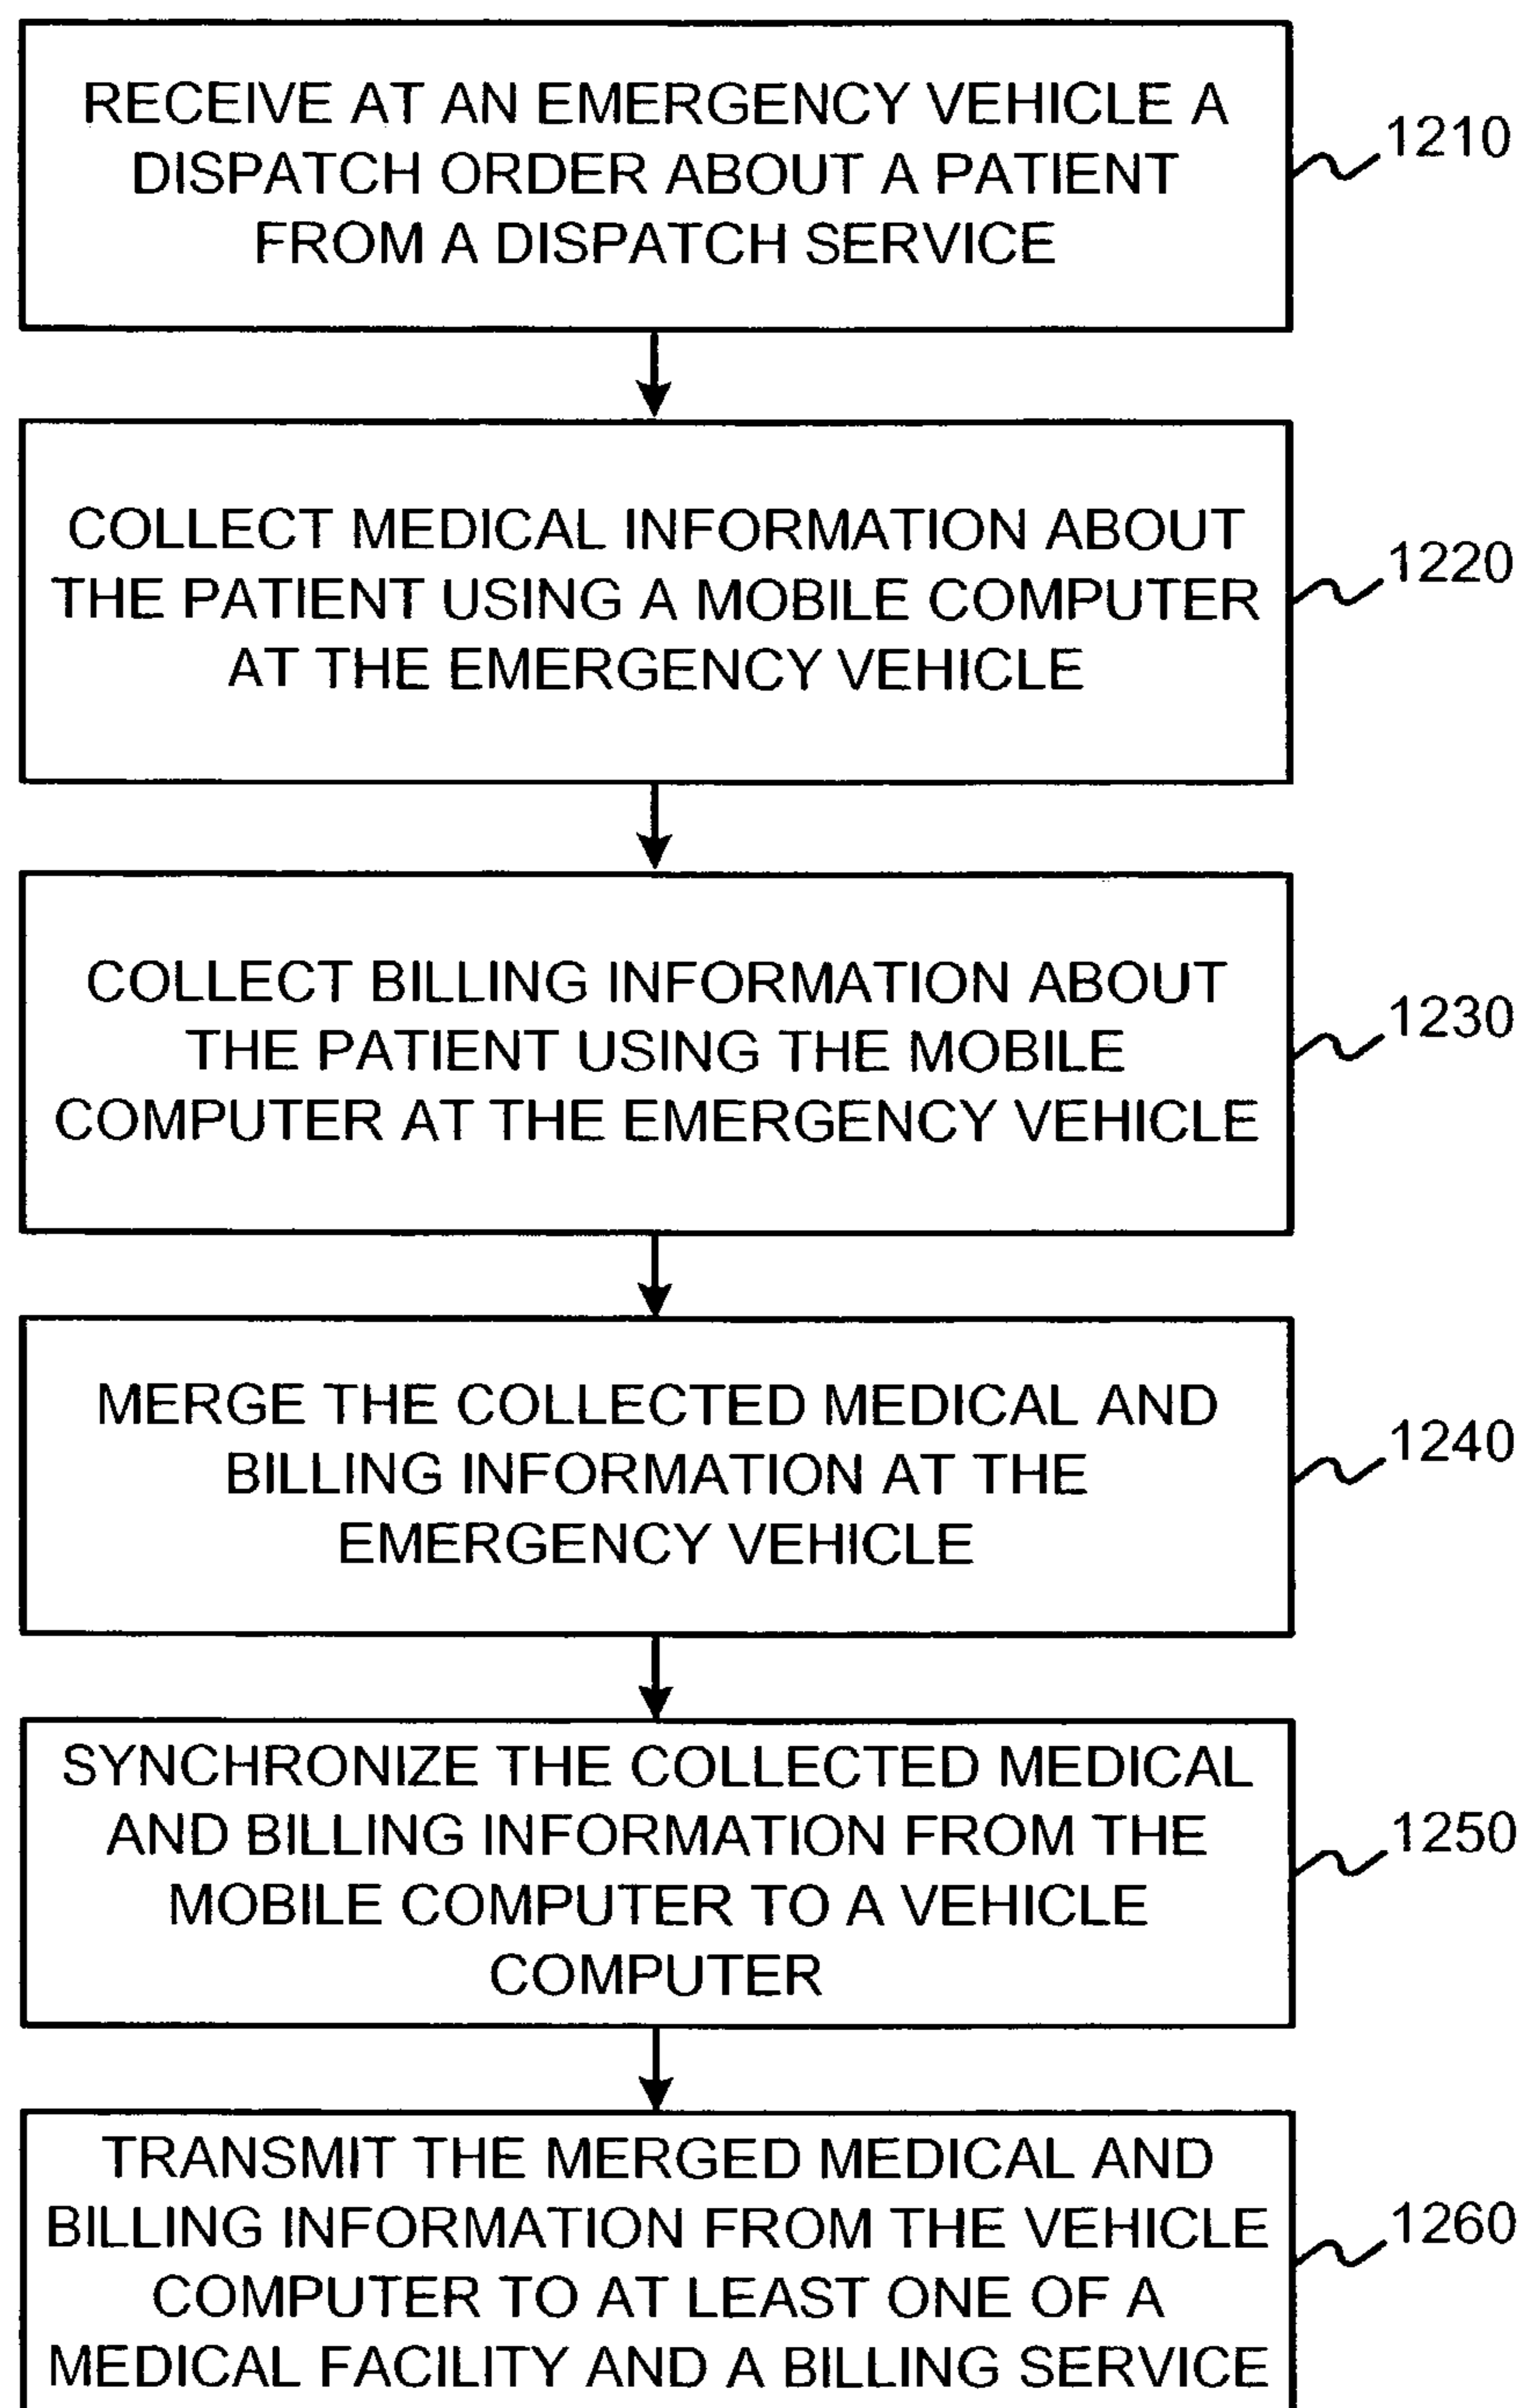 RECEIVE AT AN EMERGENCY VEHICLE A
DISPATCH ORDER ABOUT A PATIENT
FROM A DISPATCH SERVICE
1210
COLLECT MEDICAL INFORMATION ABOUT
THE PATIENT USING A MOBILE COMPUTER
AT THE EMERGENCY VEHICLE
1220
COLLECT BILLING INFORMATION ABOUT
THE PATIENT USING THE MOBILE
COMPUTER AT THE EMERGENCY VEHICLE
1230
MERGE THE COLLECTED MEDICAL AND
BILLING INFORMATION AT THE
EMERGENCY VEHICLE
1240
SYNCHRONIZE THE COLLECTED MEDICAL
AND BILLING INFORMATION FROM THE
MOBILE COMPUTER TO A VEHICLE
COMPUTER
1250
TRANSMIT THE MERGED MEDICAL AND
BILLING INFORMATION FROM THE VEHICLE
COMPUTER TO AT LEAST ONE OF A
MEDICAL FACILITY AND A BILLING SERVICE
1260